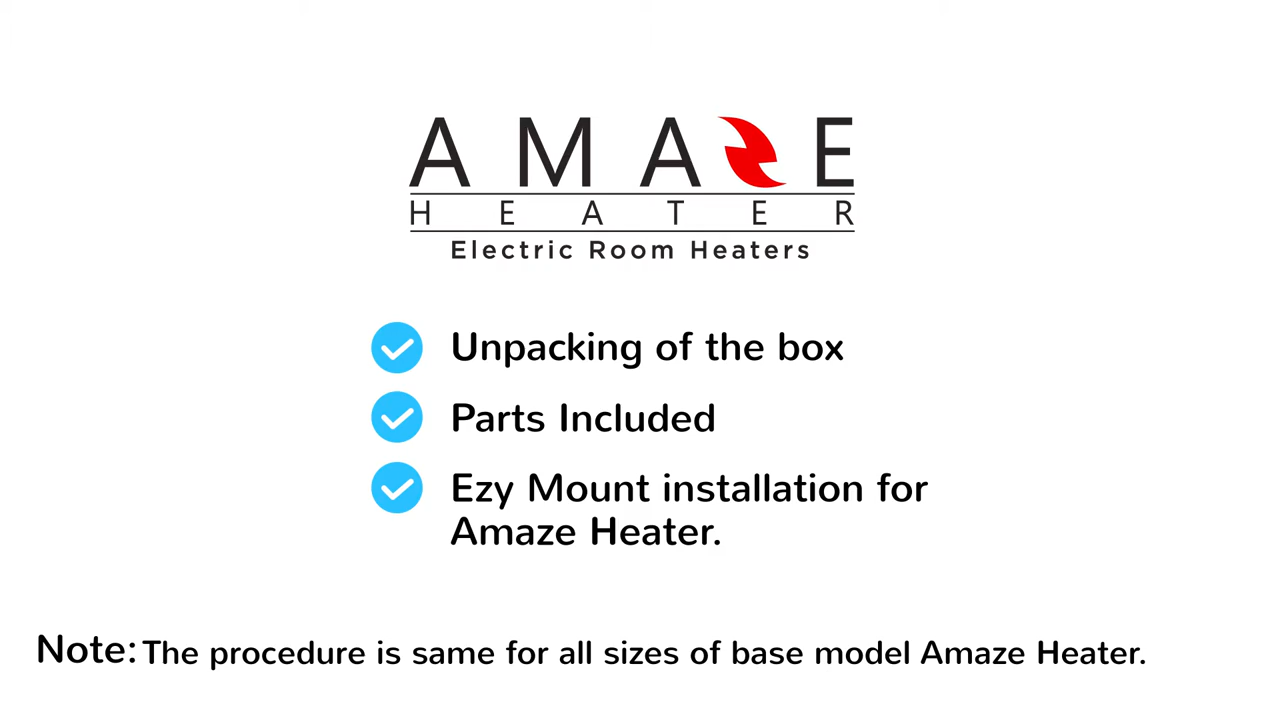 AMAZE
HEATER
Electric Room Heaters
Unpacking of the box
Parts Included
Ezy Mount installation for
Amaze Heater.
Note: The procedure is same for all sizes of base model Amaze Heater.